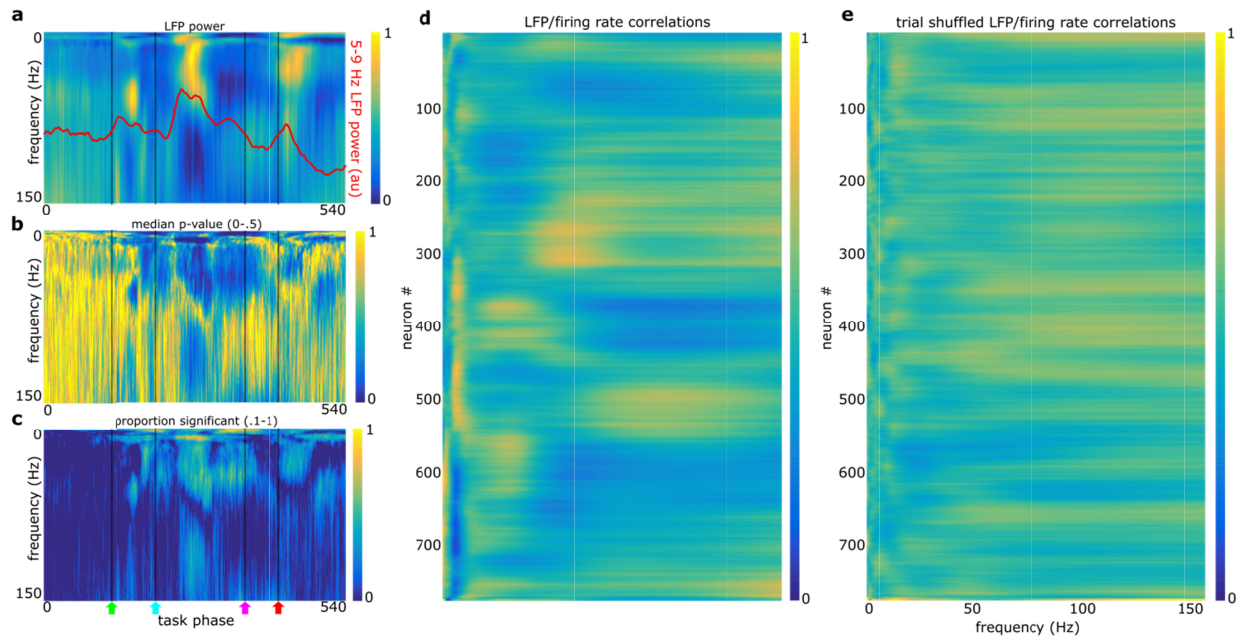 a
LFP power
0
frequency (Hz)
150
0
540
1
0
5-9 Hz LFP power (au)
b
median p-value (0-.5)
0
frequency (Hz)
150
0
540
1
0
c
proportion significant (.1-1)
0
frequency (Hz)
150
0
540
task phase
1
0
d
LFP/firing rate correlations
neuron #
100
200
300
400
500
600
700
1
0
e
trial shuffled LFP/firing rate correlations
neuron #
100
200
300
400
500
600
700
0
50
100
150
frequency (Hz)
1
0